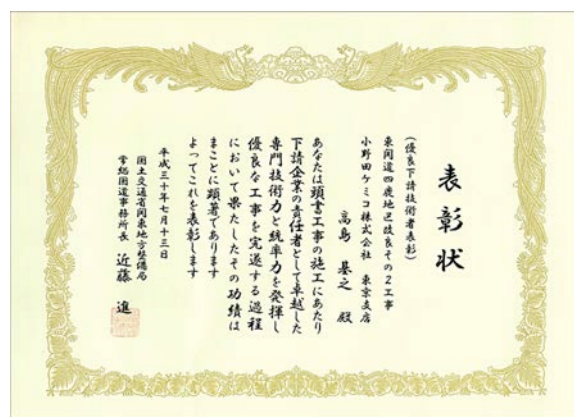 表彰状
(優良下請技術者表彰)
東関道四鹿地区改良その2工事
小野田ケミコ株式会社 東京支店
高島 基之 殿
あなたは頭書工事の施工にあたり
下請企業の責任者として卓越した
専門技術力と統率力を発揮し
優良な工事を完遂する過程
において果たしたその功績は
まことに顕著であります
よってこれを表彰します
平成三十年七月十三日
国土交通省関東地方整備局
常総国道事務所長 近藤 進